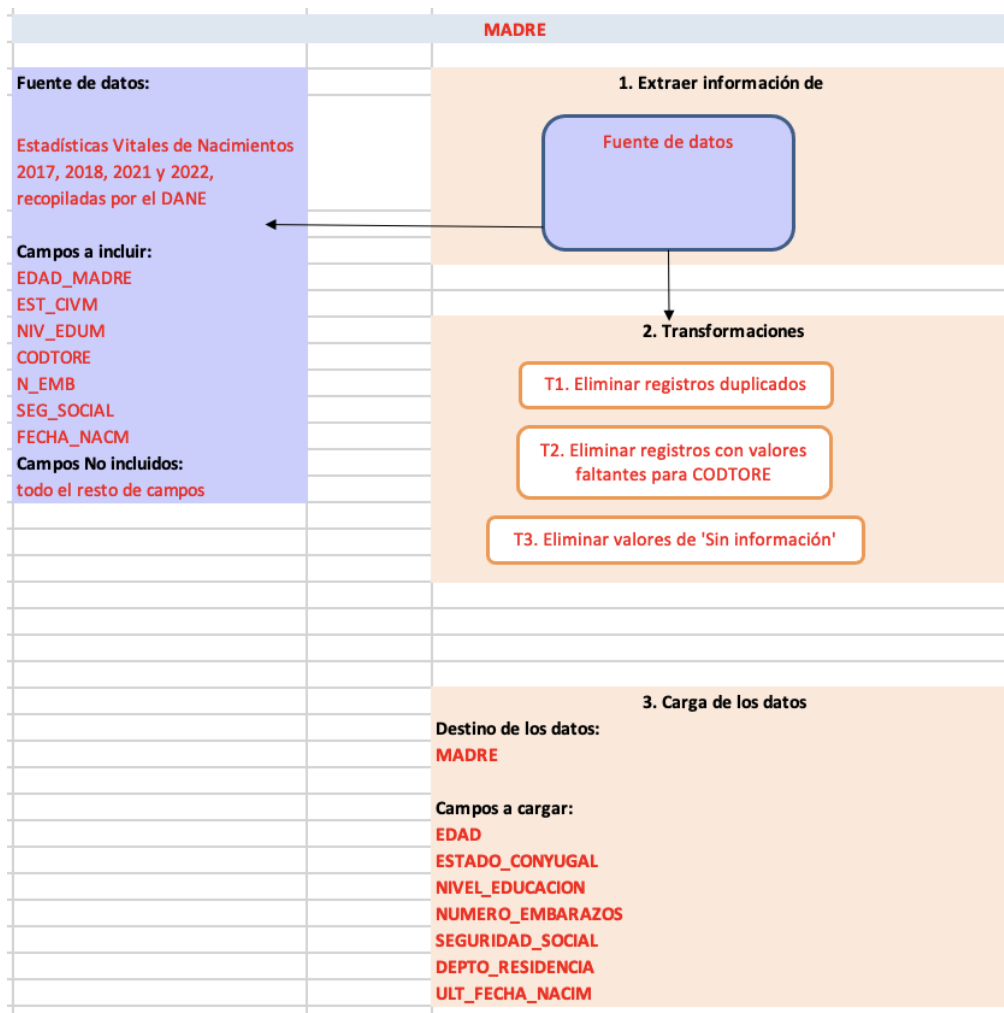 MADRE
Fuente de datos:
Estadísticas Vitales de Nacimientos
2017, 2018, 2021 y 2022,
recopiladas por el DANE
Campos a incluir:
EDAD_MADRE
EST_CIVM
NIV_EDUM
CODTORE
N_EMB
SEG_SOCIAL
FECHA_NACM
Campos No incluidos:
todo el resto de campos
1. Extraer información de
Fuente de datos
2. Transformaciones
T1. Eliminar registros duplicados
T2. Eliminar registros con valores
faltantes para CODTORE
T3. Eliminar valores de 'Sin información'
3. Carga de los datos
Destino de los datos:
MADRE
Campos a cargar:
EDAD
ESTADO_CONYUGAL
NIVEL_EDUCACION
NUMERO_EMBARAZOS
SEGURIDAD_SOCIAL
DEPTO_RESIDENCIA
ULT_FECHA_NACIM